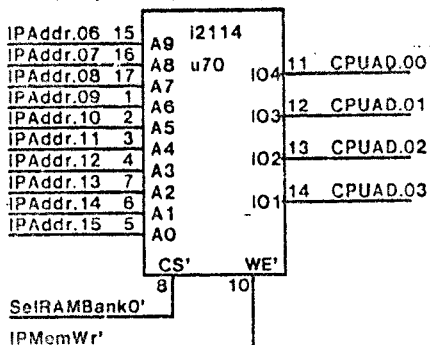 IPAddr.06 15 A9 i2114
IPAddr.07 16 A8 u70 IO4 11 CPUAD.00
IPAddr.08 17 A7
IPAddr.09 1 A6 IO3 12 CPUAD.01
IPAddr.10 2 A5
IPAddr.11 3 A4 IO2 13 CPUAD.02
IPAddr.12 4 A3
IPAddr.13 7 A2 IO1 14 CPUAD.03
IPAddr.14 6 A1
IPAddr.15 5 A0
CS' WE'
8 10
SelRAMBank0'
IPMemWr'